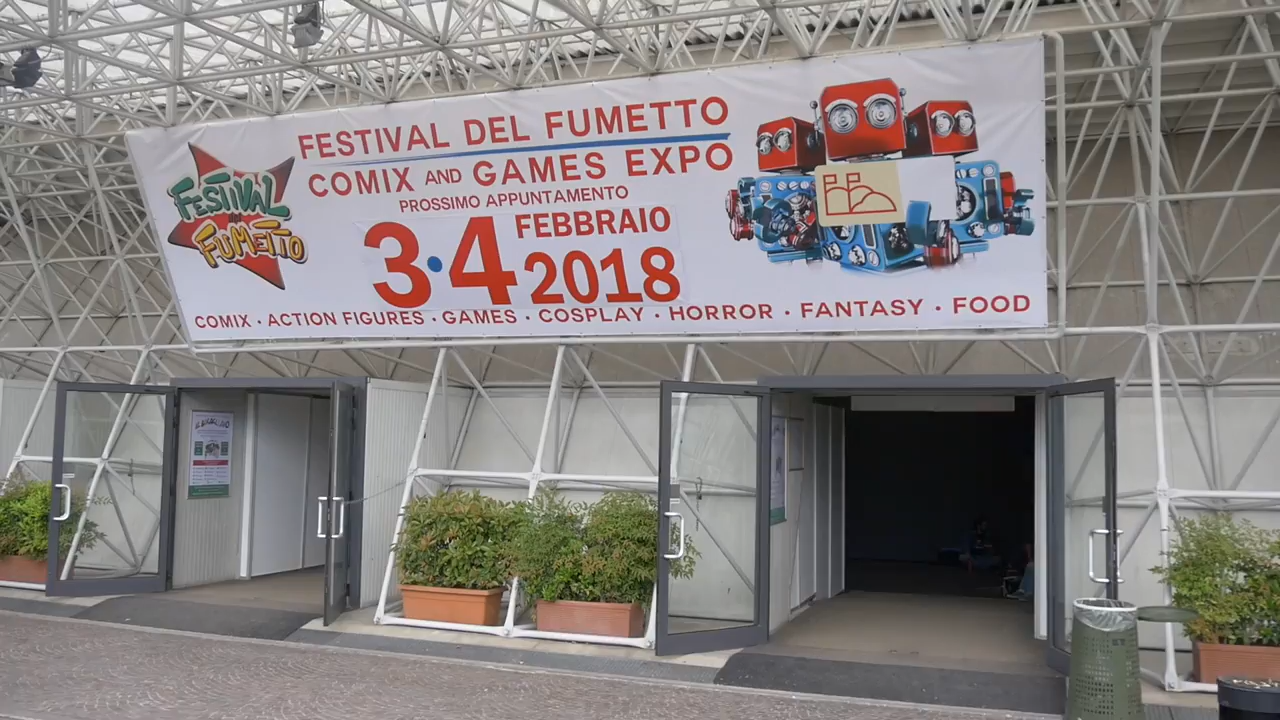 FESTIVAL
DEL
FUMETTO
FESTIVAL DEL FUMETTO
COMIX AND GAMES EXPO
PROSSIMO APPUNTAMENTO
3·4 FEBBRAIO
2018
COMIX · ACTION FIGURES · GAMES · COSPLAY · HORROR · FANTASY · FOOD